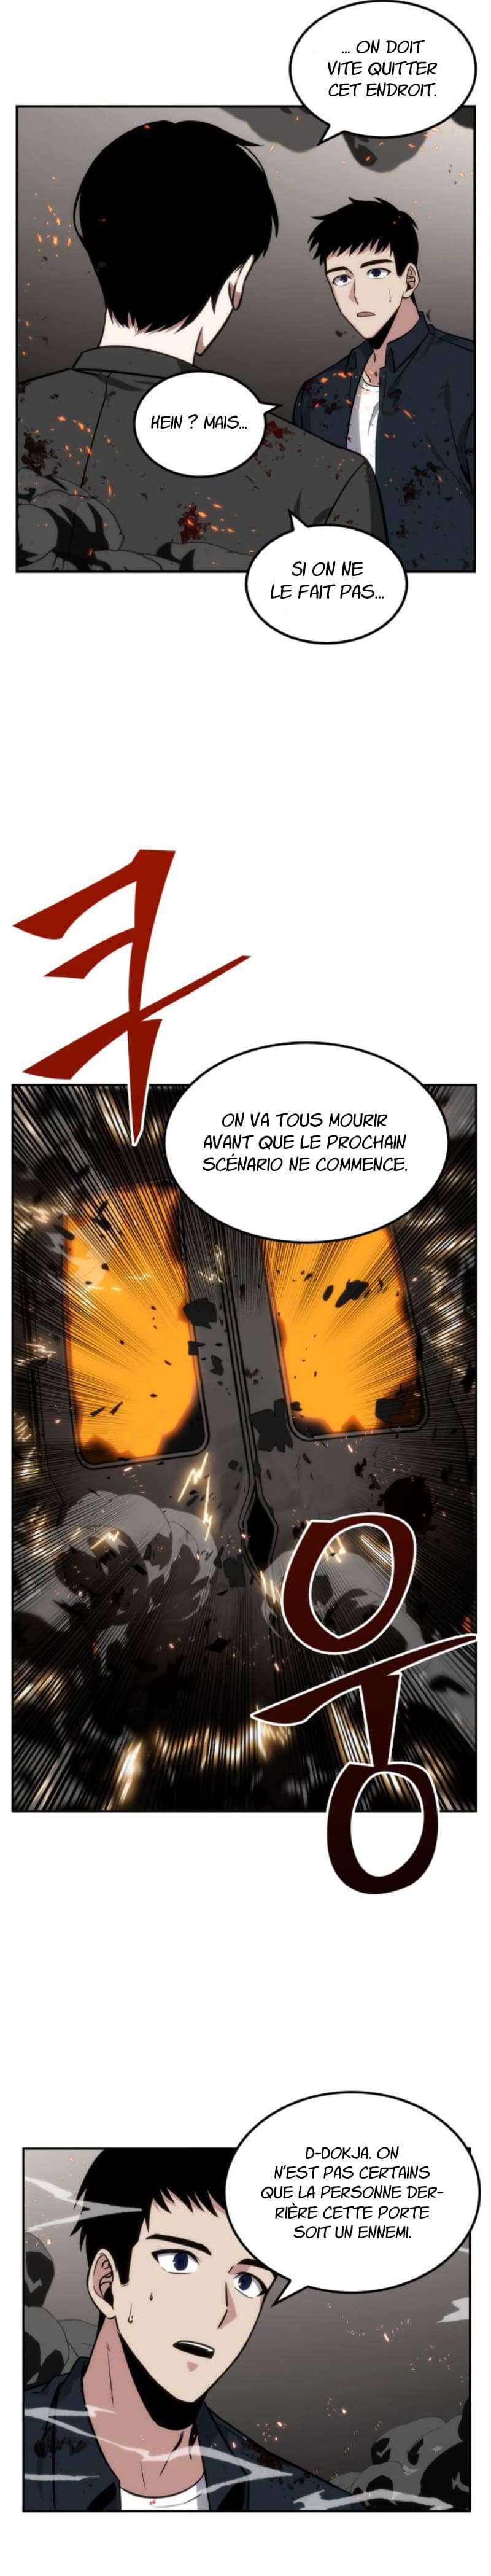 ... ON DOIT
VITE QUITTER
CET ENDROIT.
HEIN ? MAIS...
SI ON NE
LE FAIT PAS...
쿠
ON VA TOUS MOURIR
AVANT QUE LE PROCHAIN
SCÉNARIO NE COMMENCE.
웅
D-DOKJA. ON
N'EST PAS CERTAINS
QUE LA PERSONNE DER-
RIÈRE CETTE PORTE
SOIT UN ENNEMI.